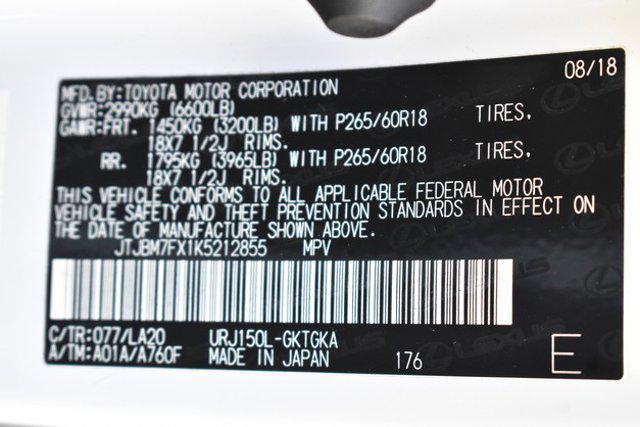 08/18
MFD.BY:TOYOTA MOTOR CORPORATION
GVWR:2990KG (6600LB)
GAWR:FRT. 1450KG (3200LB) WITH P265/60R18 TIRES,
18X7 1/2J RIMS.
RR. 1795KG (3965LB) WITH P265/60R18 TIRES,
18X7 1/2J RIMS.
THIS VEHICLE CONFORMS TO ALL APPLICABLE FEDERAL MOTOR
VEHICLE SAFETY AND THEFT PREVENTION STANDARDS IN EFFECT ON
THE DATE OF MANUFACTURE SHOWN ABOVE.
JTJBM7FX1K5212855 MPV
C/TR:077/LA20 URJ150L-GKTGKA
A/TM:A01A/A760F MADE IN JAPAN 176 E
LEXUS